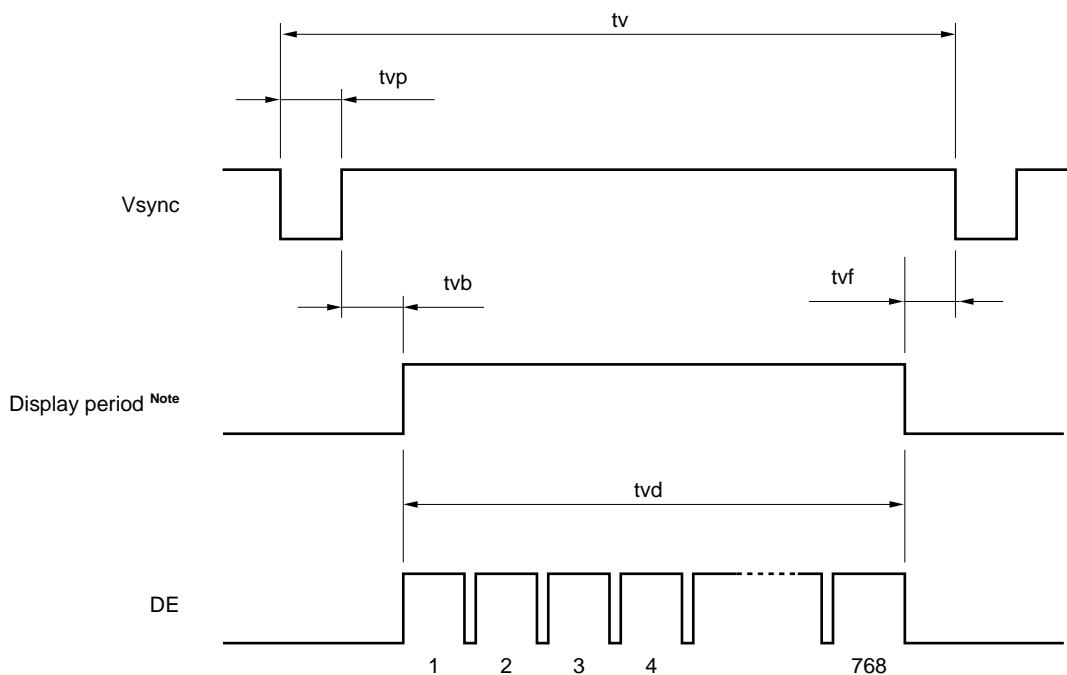 tv
tvp
Vsync
tvb
tvf
Display period Note
tvd
DE
1 2 3 4 768